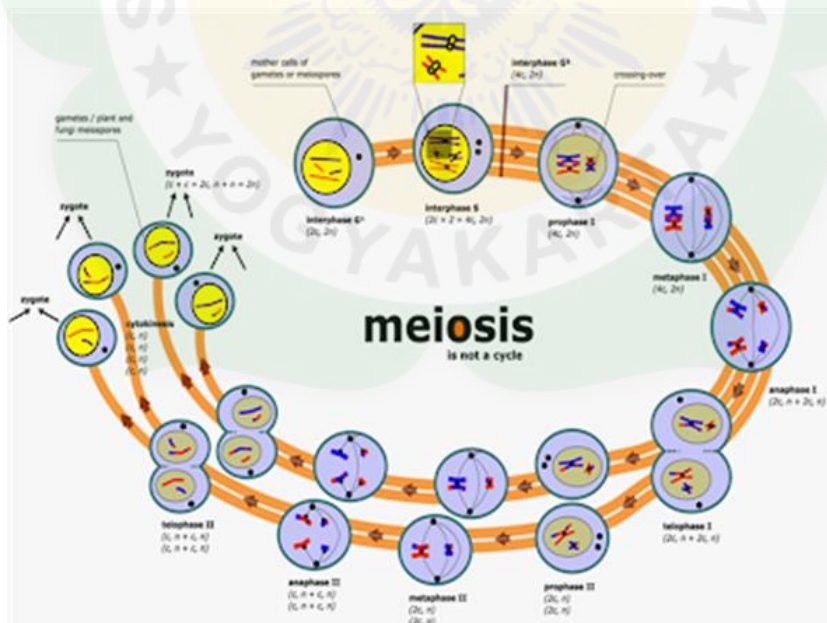 YOGYAKARTA
mother cells of
gametes or meiospores
interphase G²
(4c, 2n)
crossing-over
gametes / plant and
fungi meiospores
zygote
(c + c = 2c, n + n = 2n)
zygote
zygote
zygote
interphase G¹
(2c, 2n)
interphase S
(2c × 2 = 4c, 2n)
prophase I
(4c, 2n)
metaphase I
(4c, 2n)
cytokinesis
(c, n)
(c, n)
(c, n)
(c, n)
meiosis
is not a cycle
anaphase I
(2c, n + 2c, n)
telophase II
(c, n + c, n)
(c, n + c, n)
telophase I
(2c, n + 2c, n)
anaphase II
(c, n + c, n)
(c, n + c, n)
metaphase II
(2c, n)
(2c, n)
prophase II
(2c, n)
(2c, n)